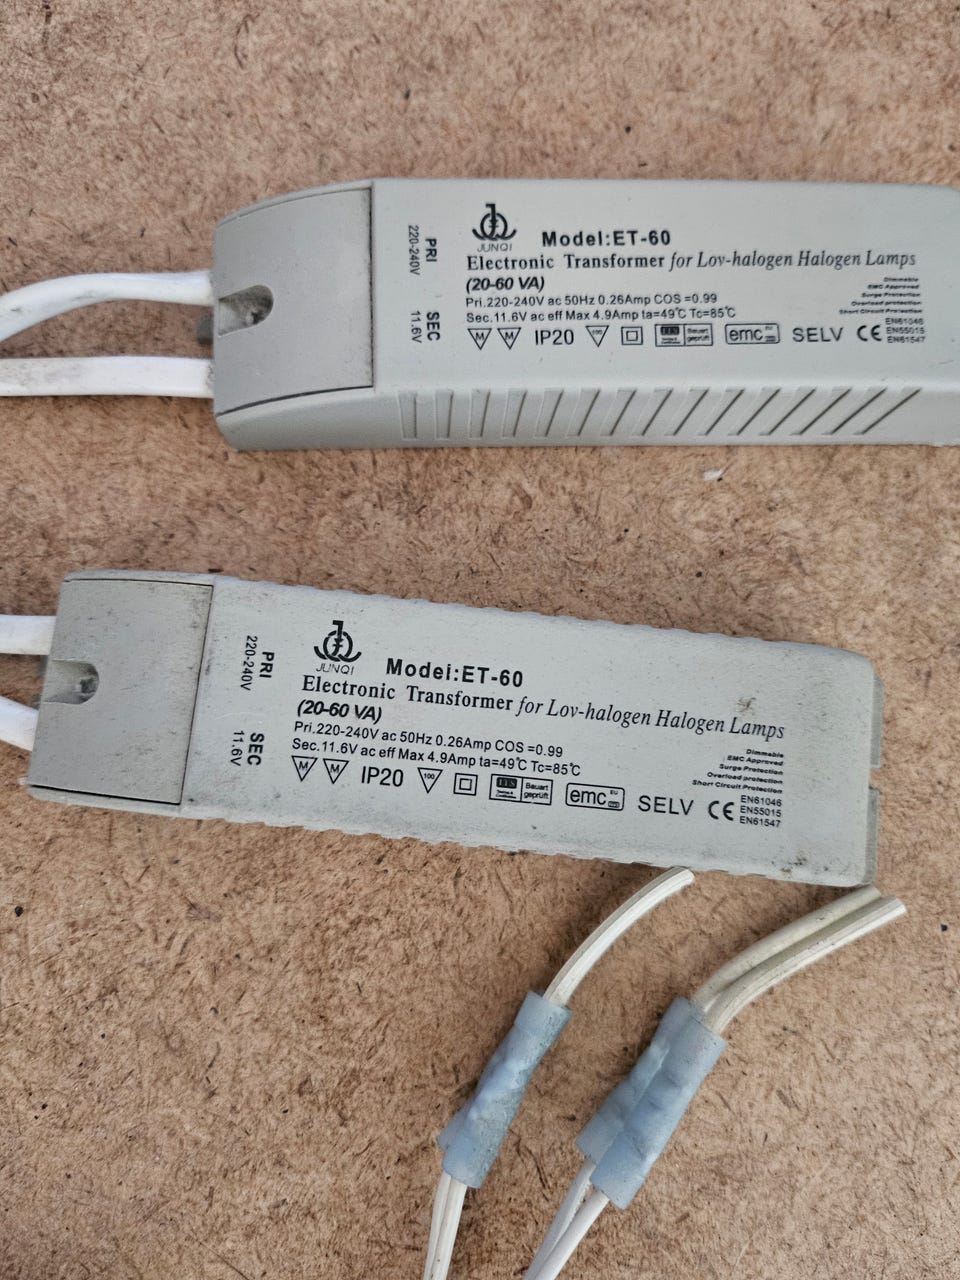 JUNQI
Model:ET-60
PRI
220-240V
Electronic Transformer for Lov-halogen Halogen Lamps
(20-60 VA)
Pri.220-240V ac 50Hz 0.26Amp COS =0.99
Sec.11.6V ac eff Max 4.9Amp ta=49℃ Tc=85℃
SEC
11.6V
Dimmable
EMC Approved
Surge Protection
Overload protection
Short Circuit Protection
M M IP20 100 Bauart geprüft emc EU SELV CE
EN61046
EN55015
EN61547
JUNQI
Model:ET-60
PRI
220-240V
Electronic Transformer for Lov-halogen Halogen Lamps
(20-60 VA)
Pri.220-240V ac 50Hz 0.26Amp COS =0.99
Sec.11.6V ac eff Max 4.9Amp ta=49℃ Tc=85℃
SEC
11.6V
Dimmable
EMC Approved
Surge Protection
Overload protection
Short Circuit Protection
M M IP20 100 Bauart geprüft emc EU SELV CE
EN61046
EN55015
EN61547